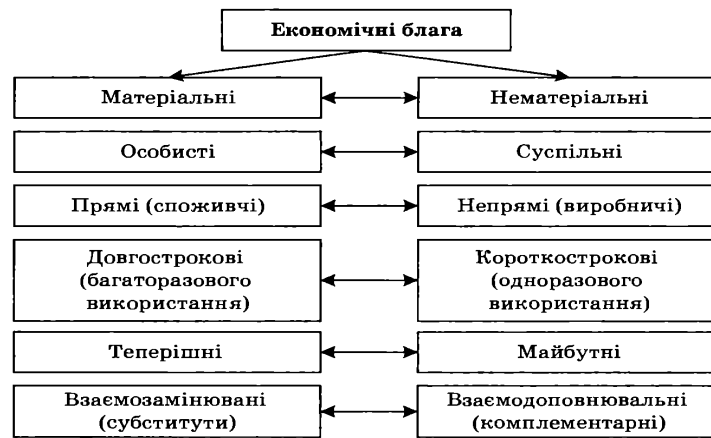 Економічні блага
Матеріальні
Нематеріальні
Особисті
Суспільні
Прямі (споживчі)
Непрямі (виробничі)
Довгострокові
(багаторазового
використання)
Короткострокові
(одноразового
використання)
Теперішні
Майбутні
Взаємозамінювані
(субститути)
Взаємодоповнювальні
(комплементарні)